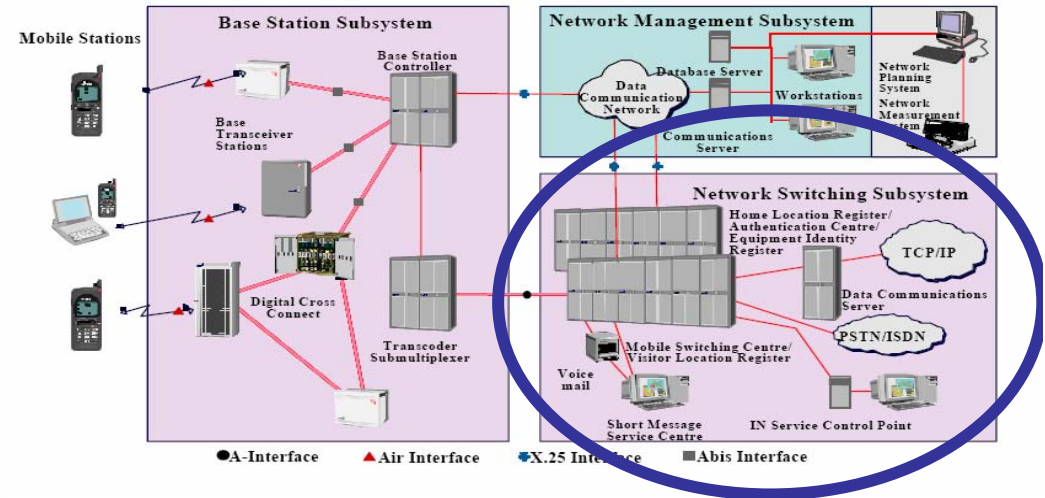 Mobile Stations
Base Station Subsystem
Base Station
Controller
Base
Transceiver
Stations
Digital Cross
Connect
Transcoder
Submultiplexer
Network Management Subsystem
Data
Communication
Network
Database Server
Workstations
Communications
Server
Network
Planning
System
Network
Measurement
System
Network Switching Subsystem
Home Location Register/
Authentication Centre/
Equipment Identity
Register
TCP/IP
Data Communications
Server
PSTN/ISDN
Mobile Switching Centre/
Visitor Location Register
Voice
mail
Short Message
Service Centre
IN Service Control Point
A-Interface
Air Interface
X.25 Interface
Abis Interface